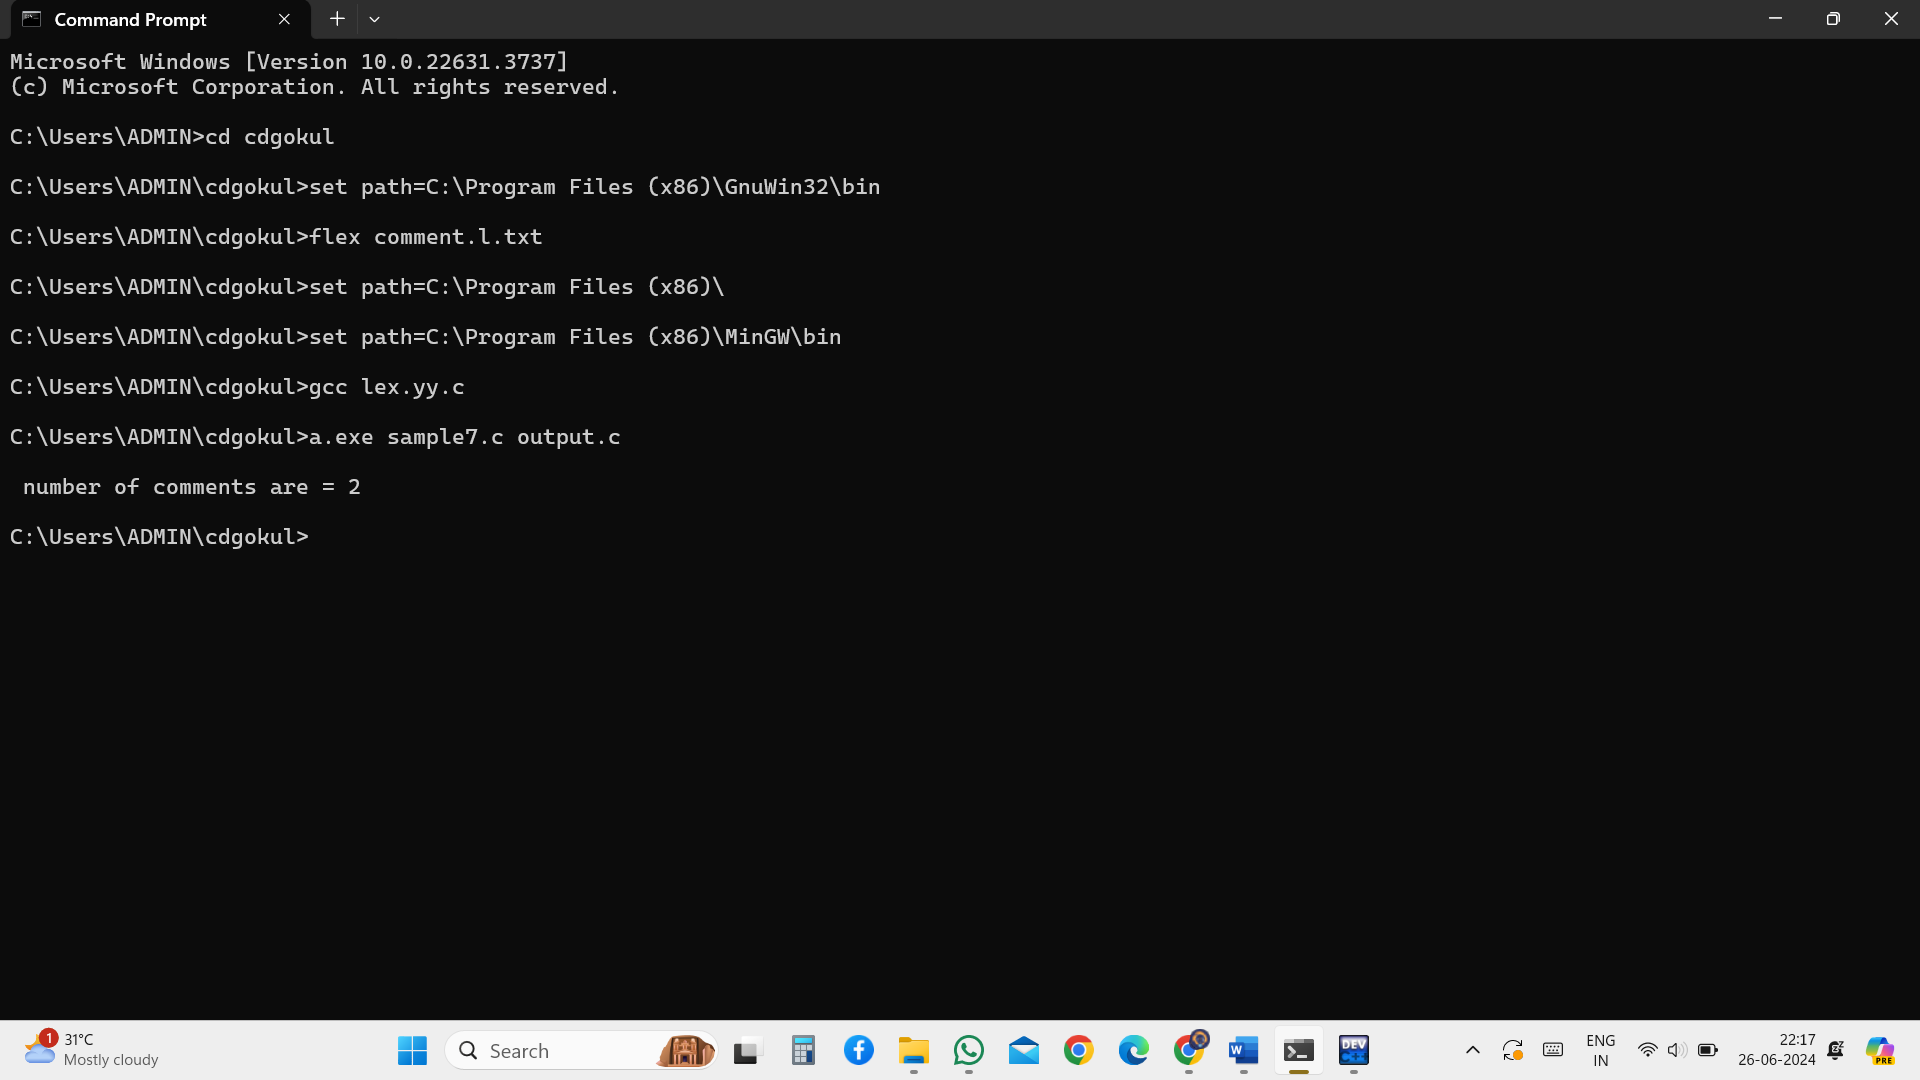 Command Prompt
Microsoft Windows [Version 10.0.22631.3737]
(c) Microsoft Corporation. All rights reserved.
C:\Users\ADMIN>cd cdgokul
C:\Users\ADMIN\cdgokul>set path=C:\Program Files (x86)\GnuWin32\bin
C:\Users\ADMIN\cdgokul>flex comment.l.txt
C:\Users\ADMIN\cdgokul>set path=C:\Program Files (x86)\
C:\Users\ADMIN\cdgokul>set path=C:\Program Files (x86)\MinGW\bin
C:\Users\ADMIN\cdgokul>gcc lex.yy.c
C:\Users\ADMIN\cdgokul>a.exe sample7.c output.c
number of comments are = 2
C:\Users\ADMIN\cdgokul>
1
31°C
Mostly cloudy
Search
W
DEV
C++
ENG
IN
22:17
26-06-2024
PRE